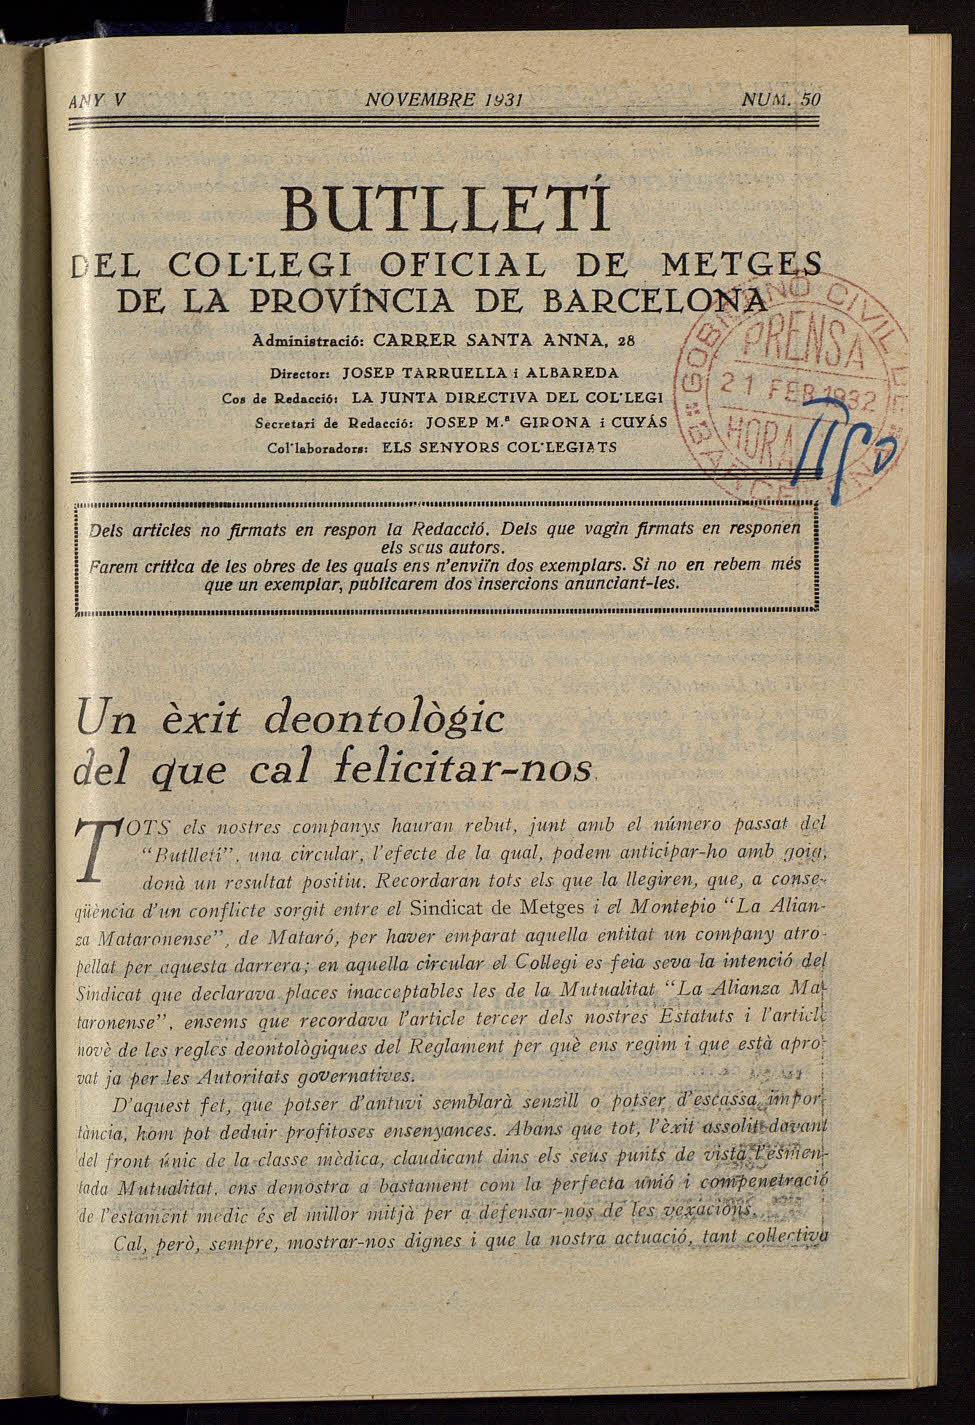 ANY V NOVEMBRE 1931 NUM. 50
BUTLLETÍ
DEL COL·LEGI OFICIAL DE METGES
DE LA PROVÍNCIA DE BARCELONA
Administració: CARRER SANTA ANNA, 28
Director: JOSEP TARRUELLA i ALBAREDA
Cos de Redacció: LA JUNTA DIRECTIVA DEL COL·LEGI
Secretari de Redacció: JOSEP M.ª GIRONA i CUYÁS
Col·laboradors: ELS SENYORS COL·LEGIATS
GOBIERNO CIVIL DE
PRENSA
21 FEB 1932
HORA
BARCELONA
Dels articles no firmats en respon la Redacció. Dels que vagin firmats en responen
els seus autors.
Farem crítica de les obres de les quals ens n'enviïn dos exemplars. Si no en rebem més
que un exemplar, publicarem dos insercions anunciant-les.
Un èxit deontològic
del que cal felicitar-nos
TOTS els nostres companys hauran rebut, junt amb el número passat del
"Butlletí", una circular, l'efecte de la qual, podem anticipar-ho amb goig,
donà un resultat positiu. Recordaran tots els que la llegiren, que, a conse-
qüència d'un conflicte sorgit entre el Sindicat de Metges i el Montepio "La Alian-
za Mataronense", de Mataró, per haver emparat aquella entitat un company atro-
pellat per aquesta darrera; en aquella circular el Collegi es feia seva la intenció del
Sindicat que declarava places inacceptables les de la Mutualitat "La Alianza Ma-
taronense", ensems que recordava l'article tercer dels nostres Estatuts i l'article
novè de les regles deontològiques del Reglament per què ens regim i que està apro-
vat ja per les Autoritats governatives.
D'aquest fet, que potser d'antuvi semblarà senzill o potser d'escassa impor-
tància, hom pot deduir profitoses ensenyances. Abans que tot, l'èxit assolit davant
del front únic de la classe mèdica, claudicant dins els seus punts de vista l'esmen-
tada Mutualitat, ens demostra a bastament com la perfecta unió i compenetració
de l'estament medic és el millor mitjà per a defensar-nos de les vexacions.
Cal, però, sempre, mostrar-nos dignes i que la nostra actuació, tant collectiva